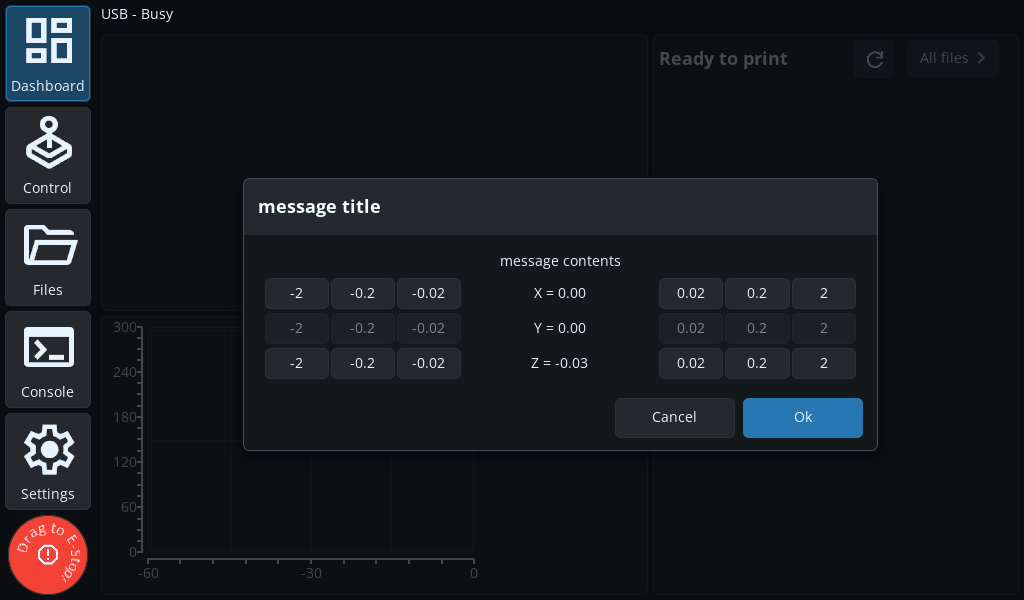 USB - Busy
Dashboard
Control
Files
Console
Settings
Drag to E-Stop!
Ready to print
All files
message title
message contents
-2 -0.2 -0.02 X = 0.00 0.02 0.2 2
-2 -0.2 -0.02 Y = 0.00 0.02 0.2 2
-2 -0.2 -0.02 Z = -0.03 0.02 0.2 2
Cancel Ok
300
240
180
120
60
0
-60 -30 0